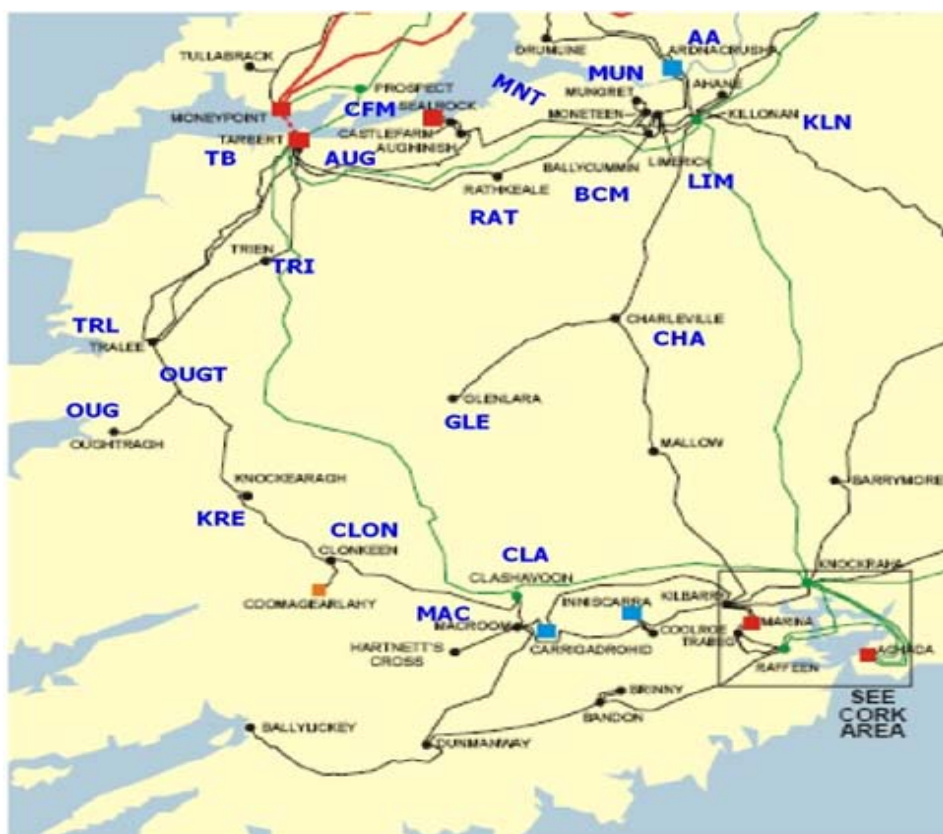 AA
DRUMLINE
ARDNACRUSHA
TULLABRACK
MUN
MNT
AHANE
PROSPECT
MUNGRET
CFM
SEALROCK
MONEYPOINT
MONETEEN
KILLONAN
KLN
CASTLEFARM
TARBERT
AUGHINISH
TB
AUG
LIMERICK
BALLYCUMMIN
LIM
RATHKEALE
BCM
RAT
TRIEN
TRI
TRL
CHARLEVILLE
TRALEE
CHA
OUGT
GLENLARA
OUG
GLE
OUGHTRAGH
MALLOW
KNOCKEARAGH
BARRYMORE
KRE
CLON
CLA
CLONKEEN
KNOCKRAHA
CLASHAVOON
COOMAGEARLAHY
INNISCARRA
KILBARRY
MAC
MACROOM
MARINA
HARTNETT'S
CROSS
CARRIGADROHID
COOLROE
TRABEG
AGHADA
RAFFEEN
BRINNY
SEE
CORK
AREA
BANDON
BALLYLICKEY
DUNMANWAY